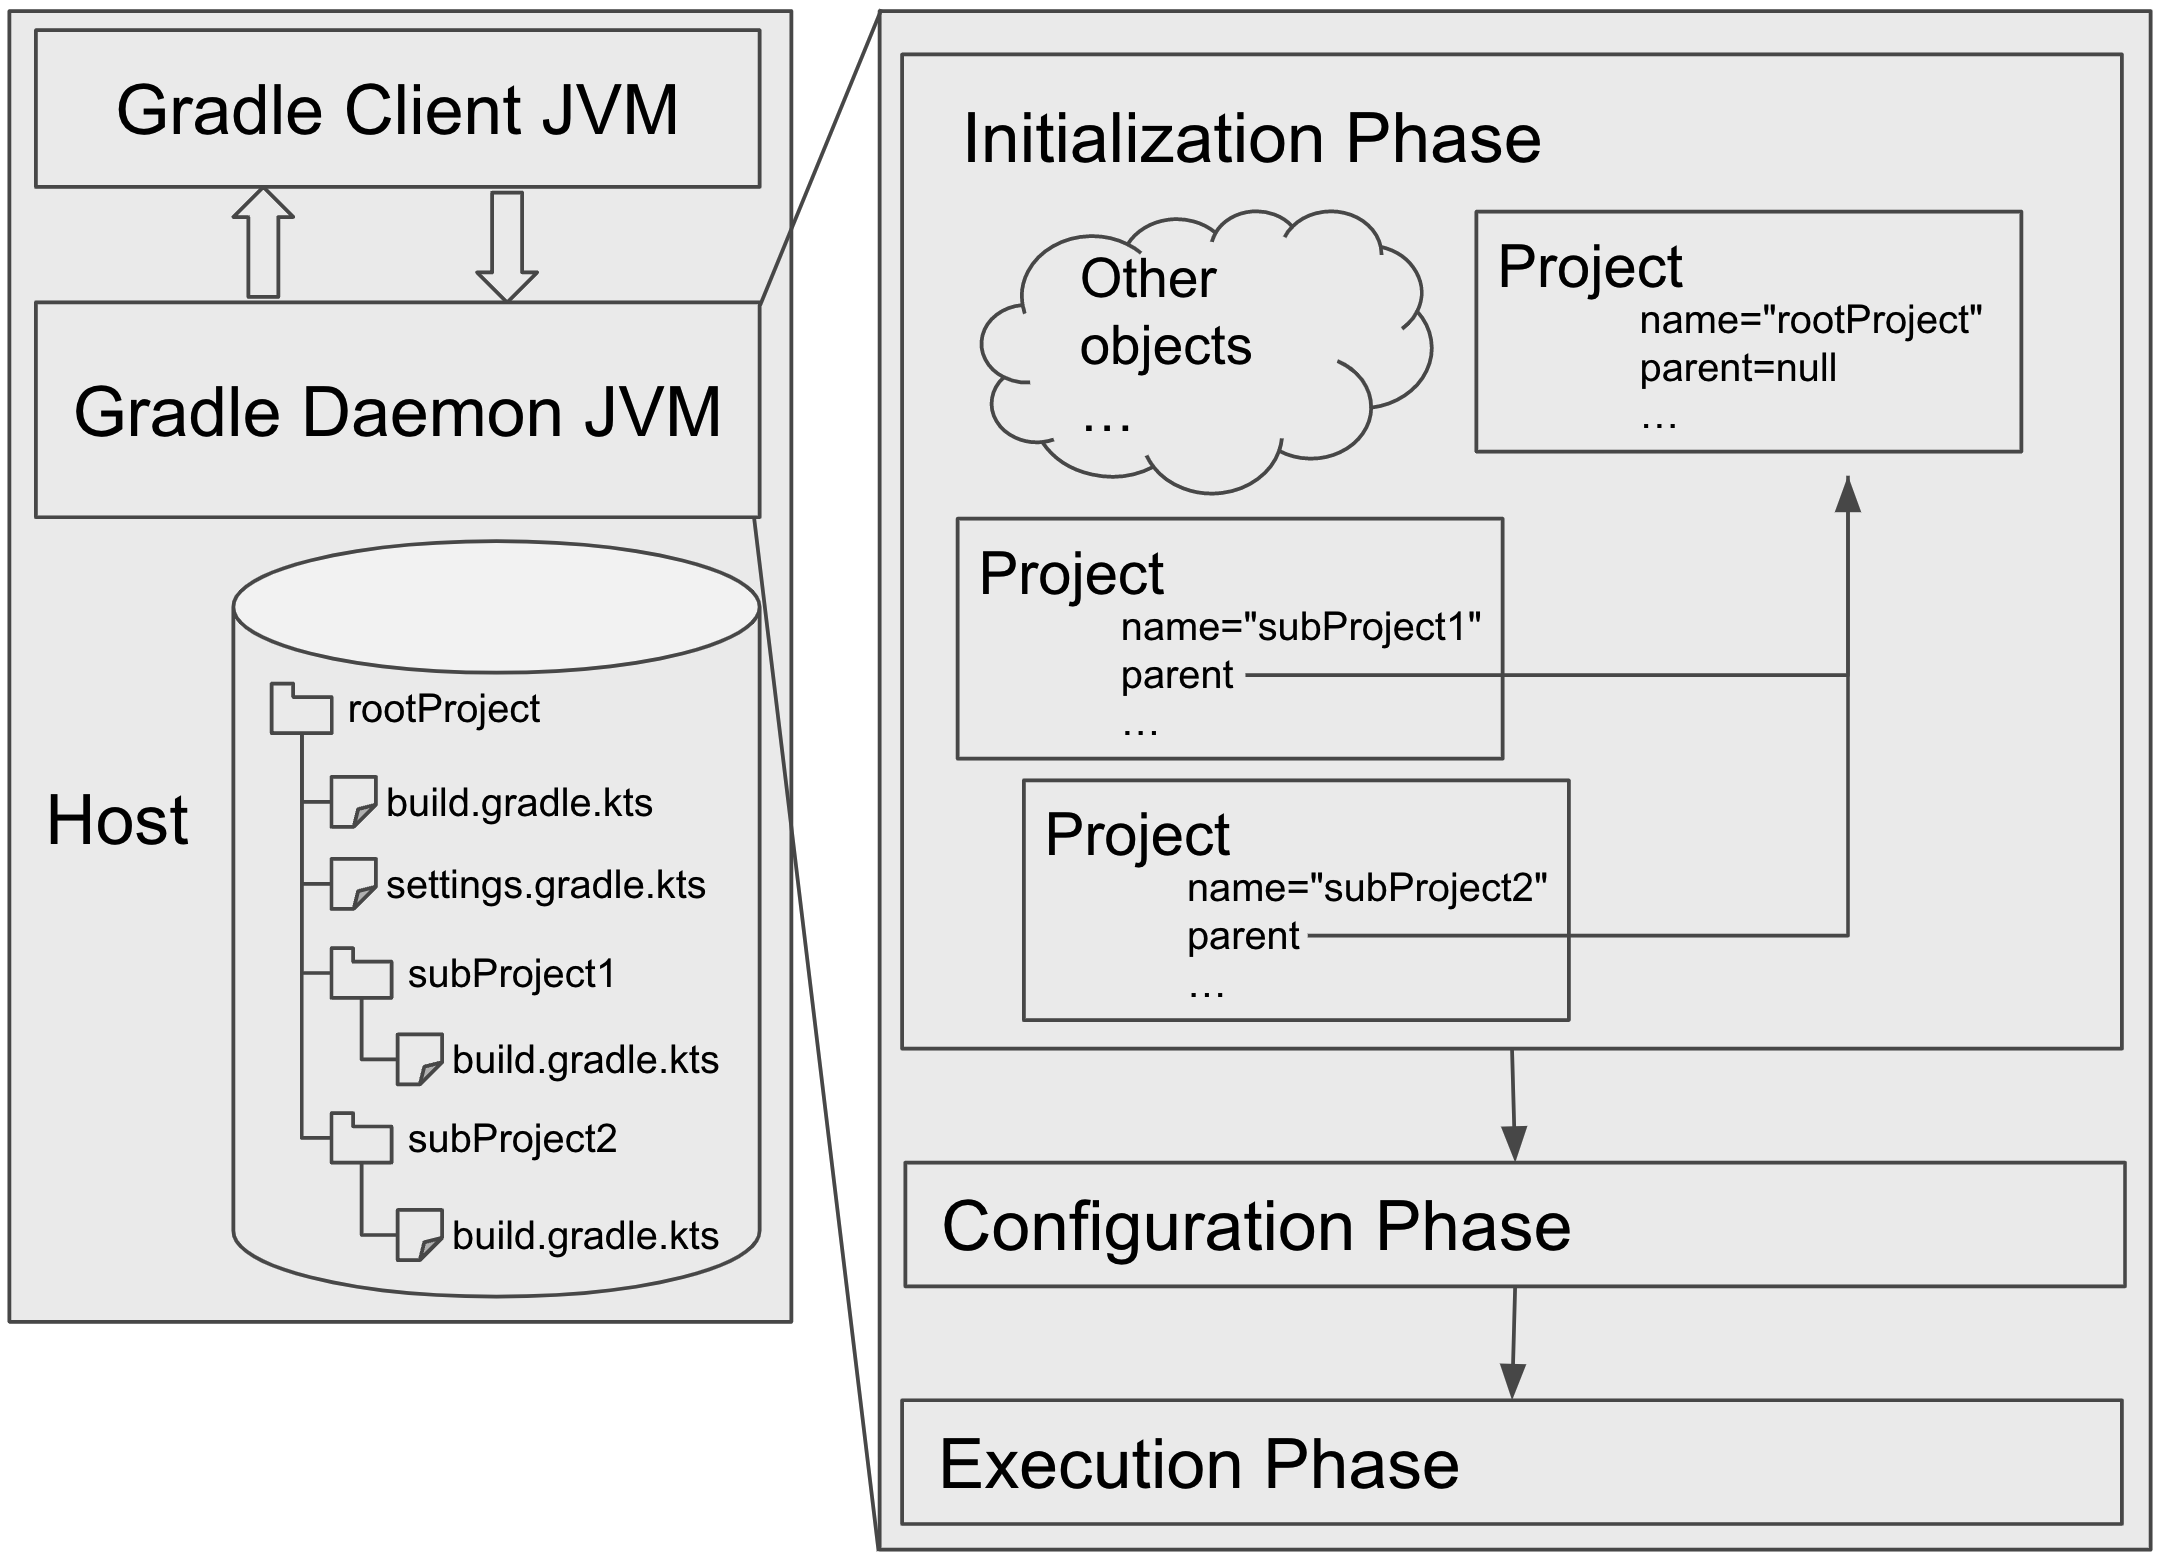 Gradle Client JVM
Gradle Daemon JVM
Host
rootProject
build.gradle.kts
settings.gradle.kts
subProject1
build.gradle.kts
subProject2
build.gradle.kts
Initialization Phase
Other
objects
…
Project
name="rootProject"
parent=null
…
Project
name="subProject1"
parent
…
Project
name="subProject2"
parent
…
Configuration Phase
Execution Phase